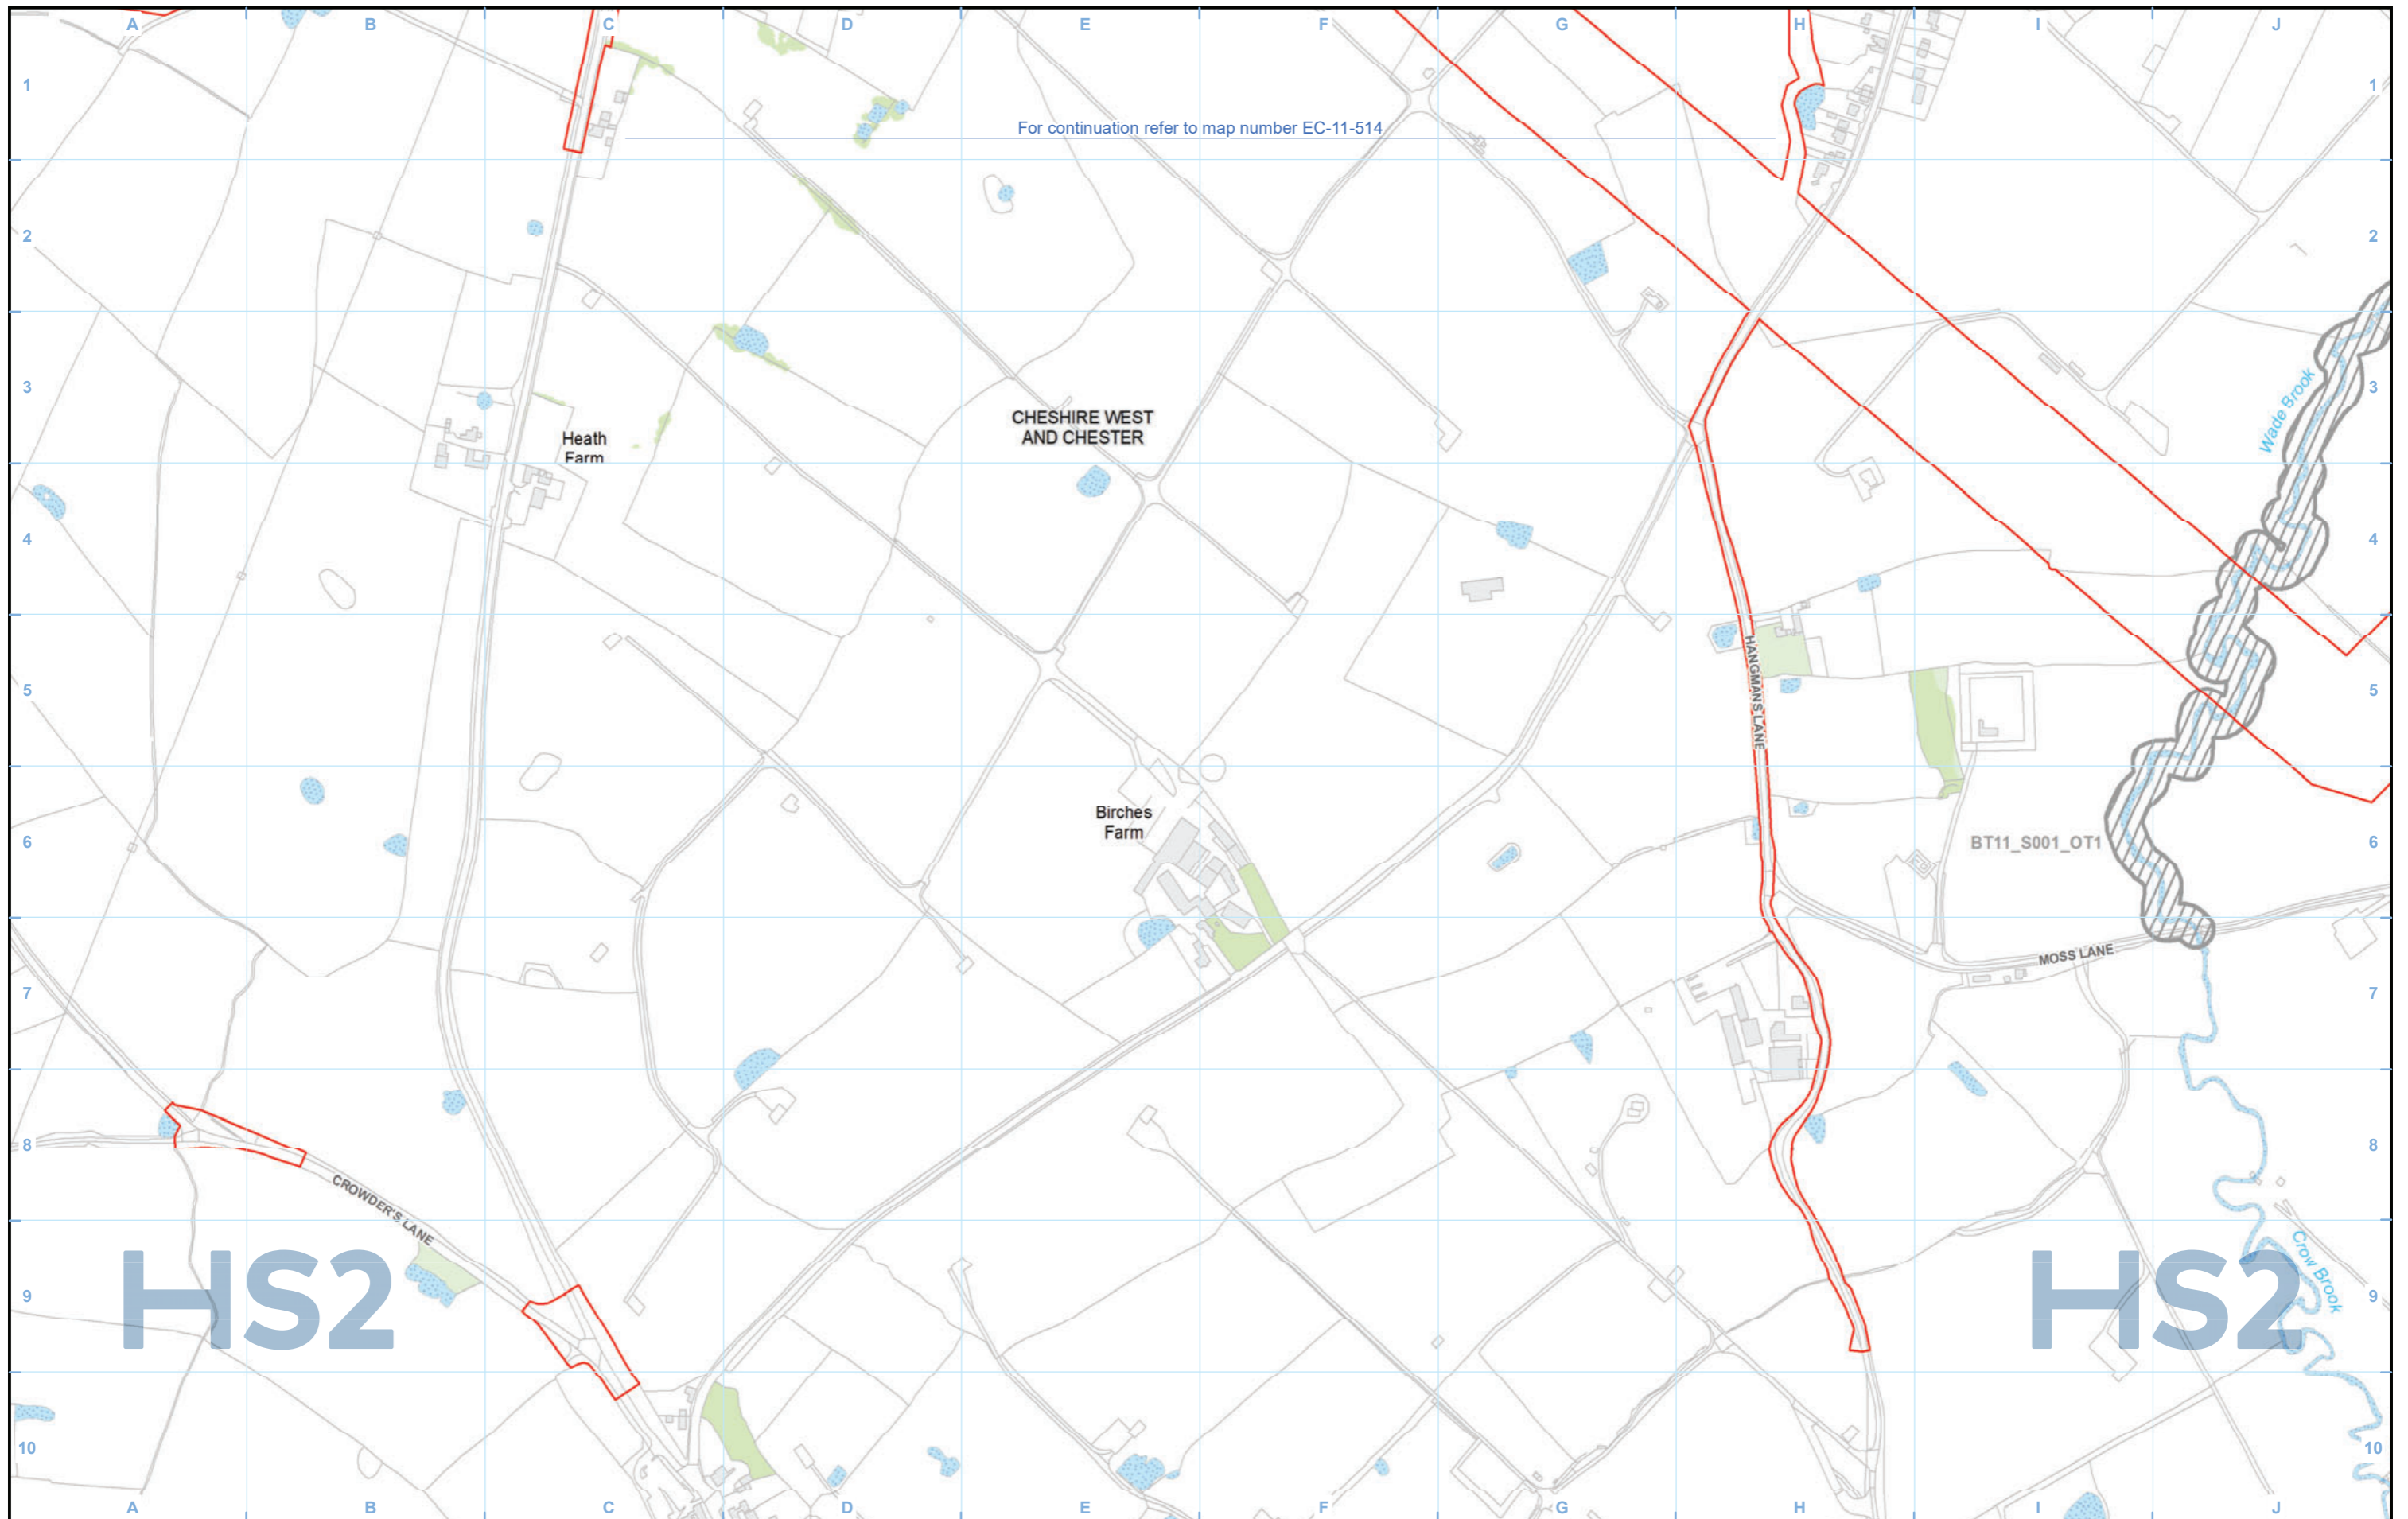 A B C D E F G H I J
1 1
For continuation refer to map number EC-11-514
2 2
3 3
Wade Brook
CHESHIRE WEST
AND CHESTER
Heath
Farm
4 4
HANGMANS LANE
5 5
Birches
Farm
6 6
BT11_S001_OT1
MOSS LANE
7 7
8 8
CROWDER'S LANE
Crow Brook
HS2 HS2
9 9
10 10
A B C D E F G H I J